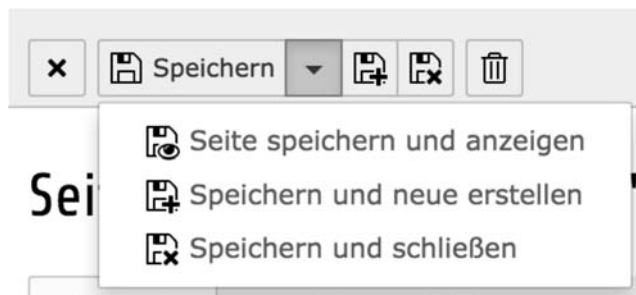 Speichern
Seite speichern und anzeigen
Speichern und neue erstellen
Speichern und schließen
Sei